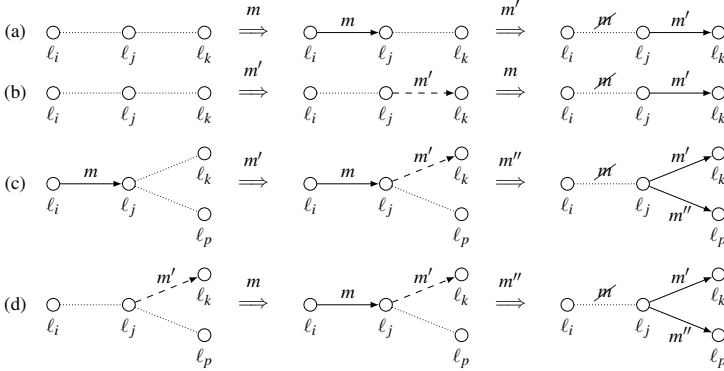 (a) ℓi ℓj ℓk m ⟹ ℓi m ℓj ℓk m′ ⟹ ℓi m̸ ℓj m′ ℓk
(b) ℓi ℓj ℓk m′ ⟹ ℓi ℓj m′ ℓk m ⟹ ℓi m̸ ℓj m′ ℓk
(c) ℓi m ℓj ℓk ℓp m′ ⟹ ℓi m ℓj m′ ℓk ℓp m″ ⟹ ℓi m̸ ℓj m′ ℓk m″ ℓp
(d) ℓi ℓj m′ ℓk ℓp m ⟹ ℓi m ℓj m′ ℓk ℓp m″ ⟹ ℓi m̸ ℓj m′ ℓk m″ ℓp